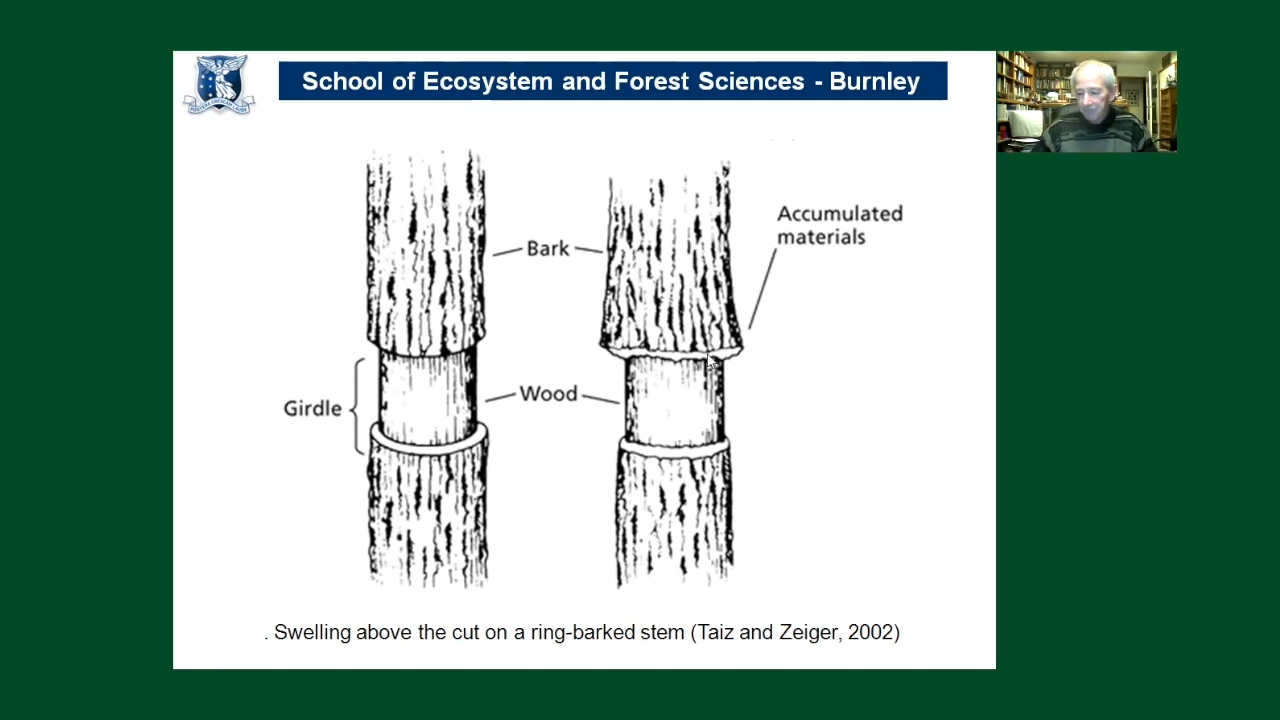 School of Ecosystem and Forest Sciences - Burnley
Accumulated
materials
Bark
Wood
Girdle
. Swelling above the cut on a ring-barked stem (Taiz and Zeiger, 2002)